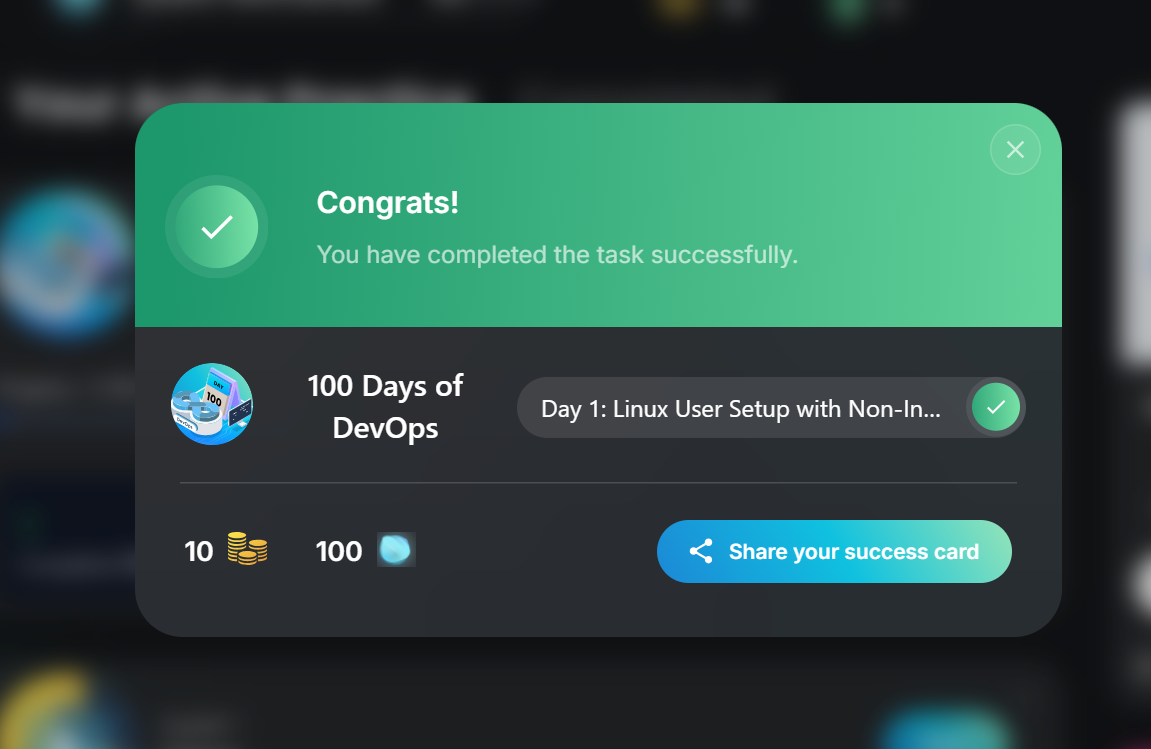 Congrats!
You have completed the task successfully.
DAY
100
DevOps
100 Days of
DevOps
Day 1: Linux User Setup with Non-In...
10
100
Share your success card